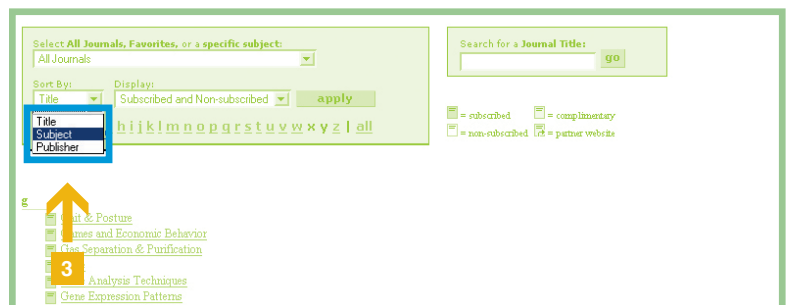 Select All Journals, Favorites, or a specific subject:
All Journals
Sort By: Display:
Title Subscribed and Non-subscribed apply
Title
Subject
Publisher
h i j k l m n o p q r s t u v w x y z | all
Search for a Journal Title:
go
= subscribed = complimentary
= non-subscribed = partner website
g
& Posture
Games and Economic Behavior
Gas Separation & Purification
3
Analysis Techniques
Gene Expression Patterns